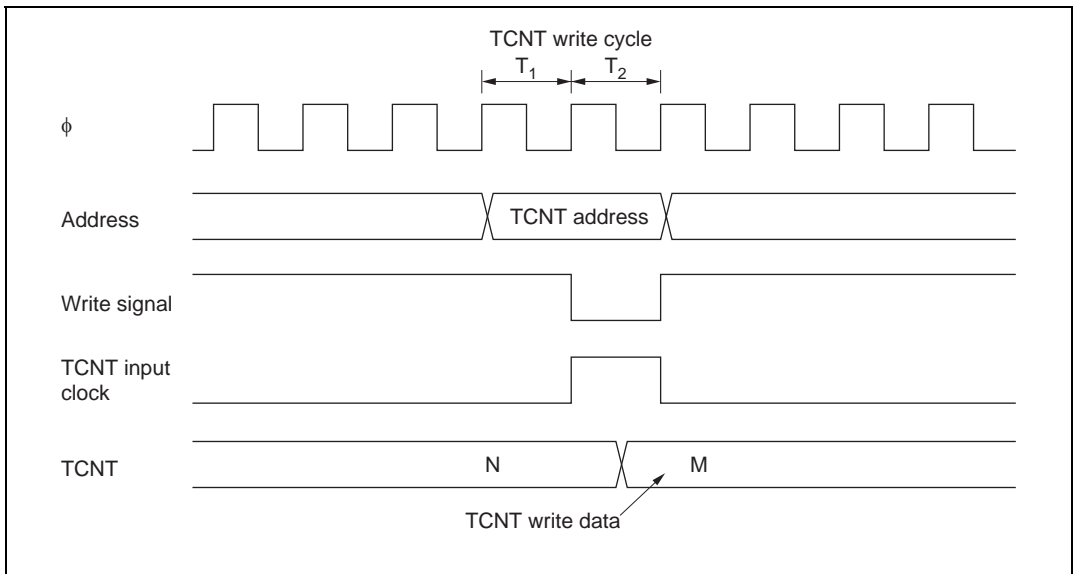 TCNT write cycle
T₁ T₂
ϕ
Address
TCNT address
Write signal
TCNT input
clock
TCNT
N
M
TCNT write data